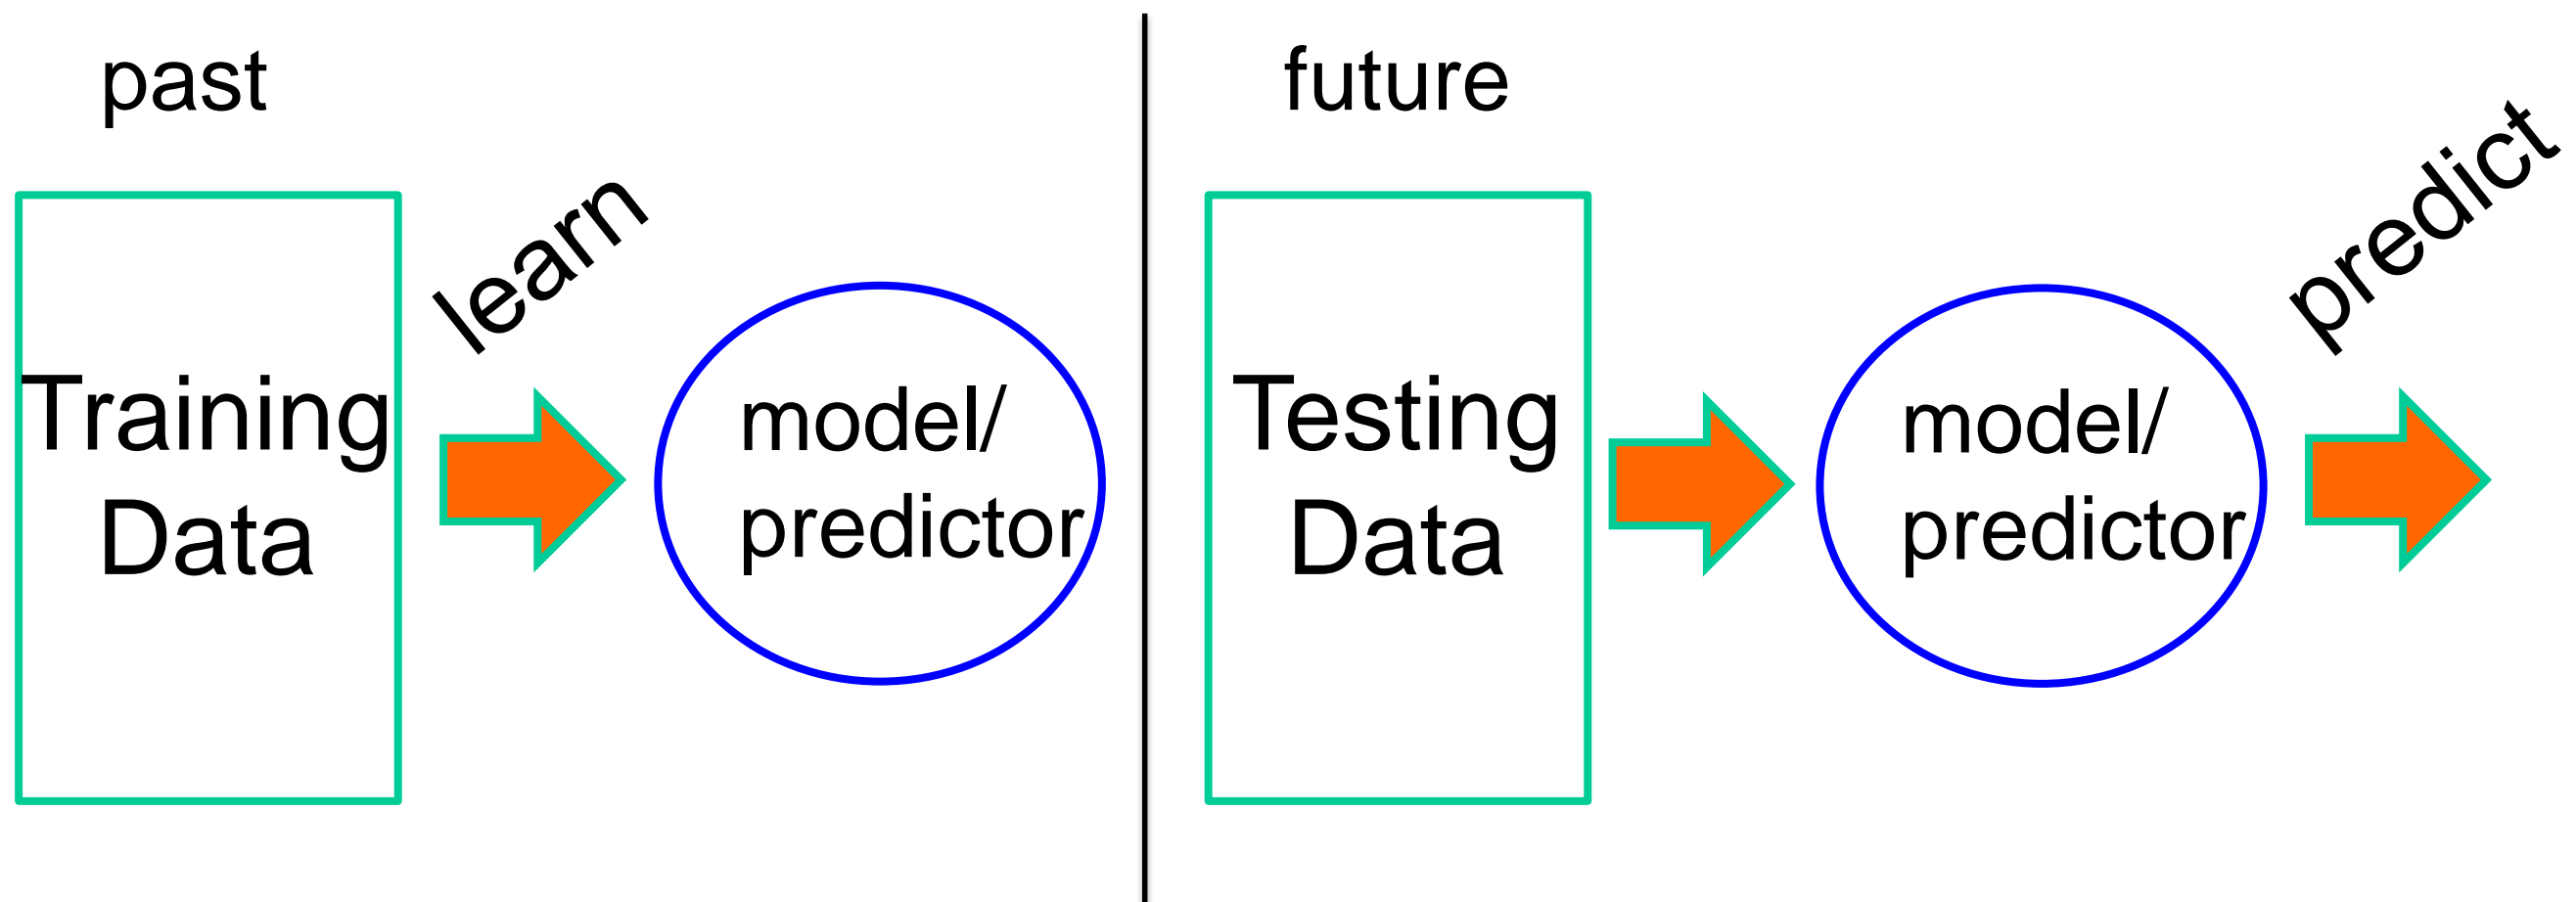 past
learn
Training
Data
model/
predictor
future
predict
Testing
Data
model/
predictor